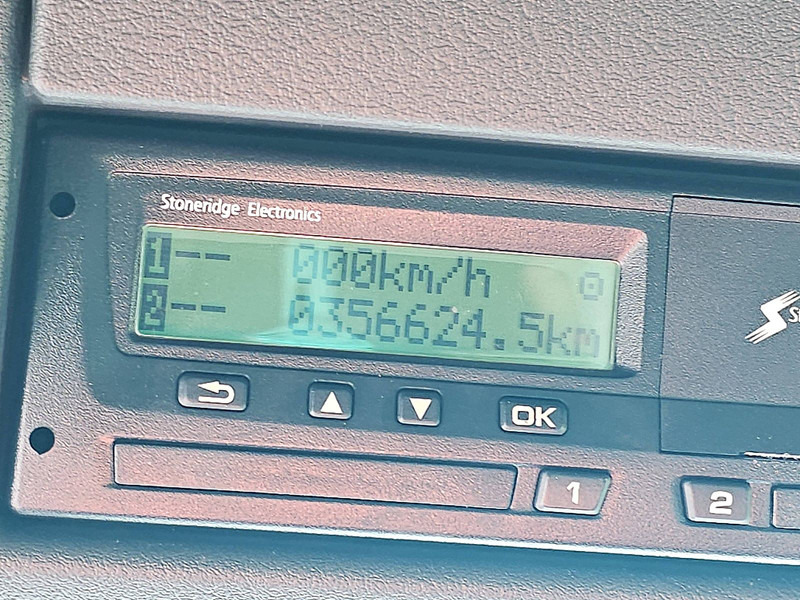 Stoneridge Electronics
1-- 000km/h o
2-- 0356624.5km
OK
1
2